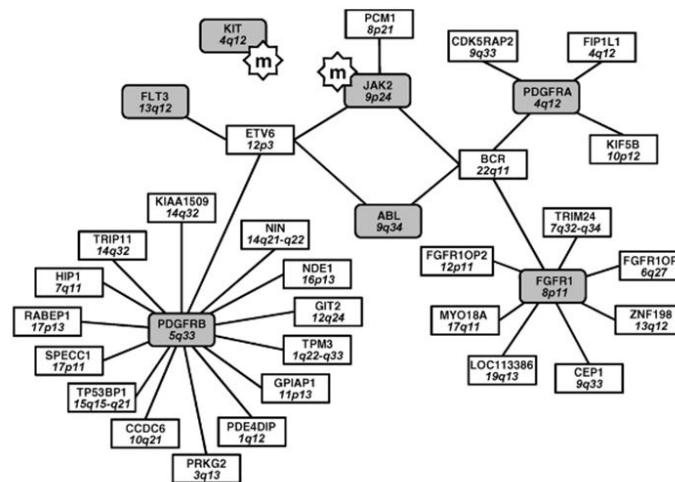 KIT
4q12
m
PCM1
8p21
m
JAK2
9p24
CDK5RAP2
9q33
FIP1L1
4q12
PDGFRA
4q12
KIF5B
10p12
FLT3
13q12
ETV6
12p3
BCR
22q11
ABL
9q34
KIAA1509
14q32
TRIP11
14q32
HIP1
7q11
RABEP1
17p13
SPECC1
17p11
TP53BP1
15q15-q21
CCDC6
10q21
PRKG2
3q13
PDE4DIP
1q12
GPIAP1
11p13
TPM3
1q22-q33
GIT2
12q24
NDE1
16p13
NIN
14q21-q22
PDGFRB
5q33
TRIM24
7q32-q34
FGFR1OP2
12p11
FGFR1OP
6q27
FGFR1
8p11
MYO18A
17q11
ZNF198
13q12
LOC113386
19q13
CEP1
9q33